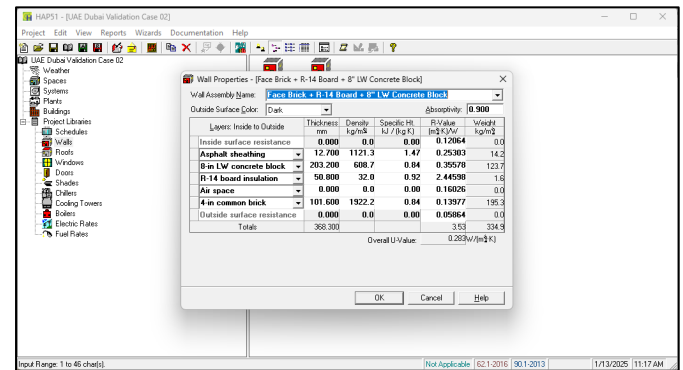 HAP51 - [UAE Dubai Validation Case 02]
Project Edit View Reports Wizards Documentation Help
UAE Dubai Validation Case 02
Weather
Spaces
Systems
Plants
Buildings
Project Libraries
Schedules
Walls
Roofs
Windows
Doors
Shades
Chillers
Cooling Towers
Boilers
Electric Rates
Fuel Rates
Wall Properties - [Face Brick + R-14 Board + 8" LW Concrete Block]
Wall Assembly Name: Face Brick + R-14 Board + 8" LW Concrete Block
Outside Surface Color: Dark Absorptivity: 0.900
Layers: Inside to Outside Thickness mm Density kg/m³ Specific Ht. kJ / (kg K) R-Value (m²K)/W Weight kg/m²
Inside surface resistance 0.000 0.0 0.00 0.12064 0.0
Asphalt sheathing 12.700 1121.3 1.47 0.25303 14.2
8-in LW concrete block 203.200 608.7 0.84 0.35578 123.7
R-14 board insulation 50.800 32.0 0.92 2.44598 1.6
Air space 0.000 0.0 0.00 0.16026 0.0
4-in common brick 101.600 1922.2 0.84 0.13977 195.3
Outside surface resistance 0.000 0.0 0.00 0.05864 0.0
Totals 368.300 3.53 334.9
Overall U-Value: 0.283 W/(m²K)
OK Cancel Help
Input Range: 1 to 46 char(s). Not Applicable 62.1-2016 90.1-2013 1/13/2025 11:17 AM